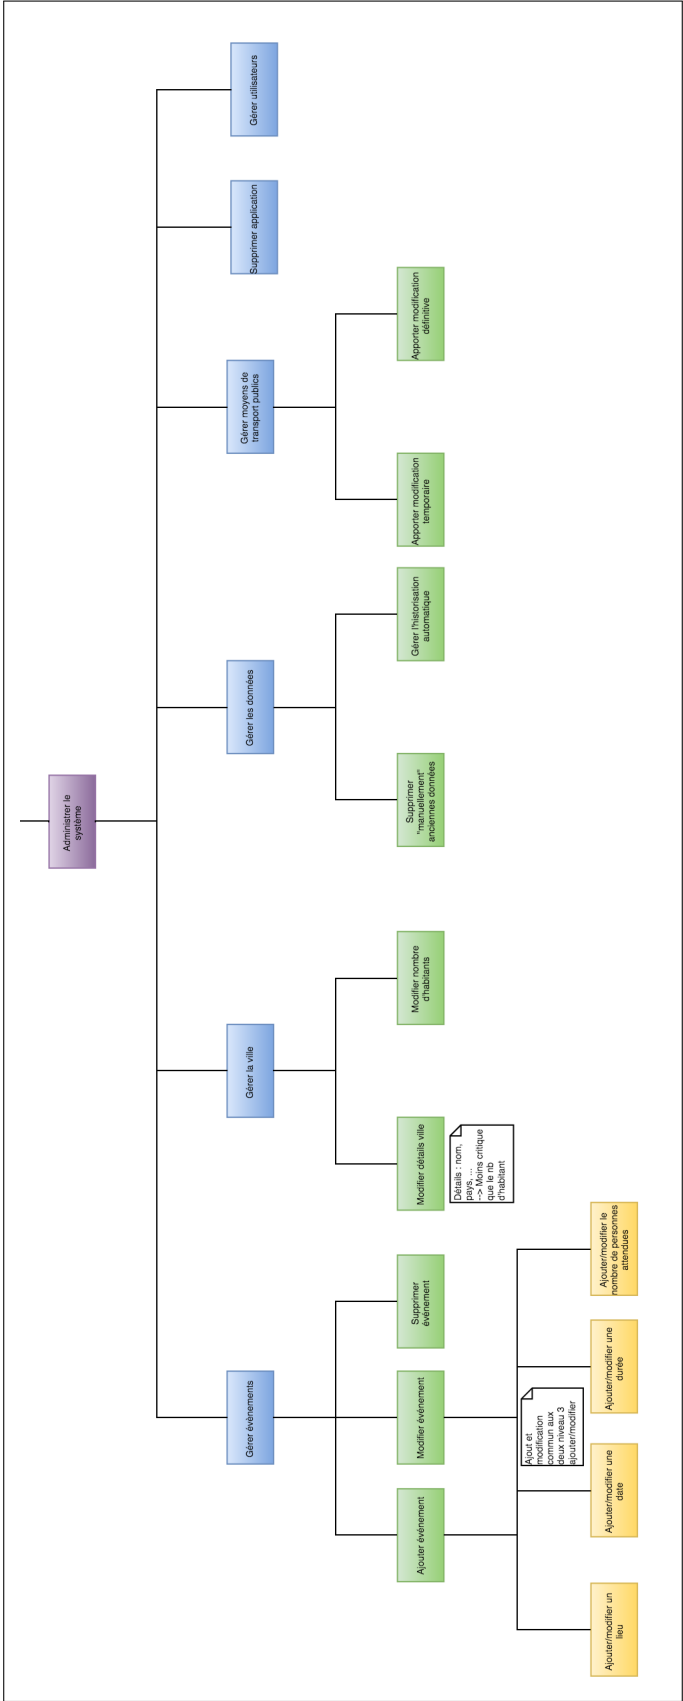 Administrer le
système
Gérer évènements
Gérer la ville
Gérer les données
Gérer moyens de
transport publics
Supprimer application
Gérer utilisateurs
Ajouter événement
Modifier événement
Supprimer
événement
Modifier détails ville
Modifier nombre
d'habitants
Supprimer
"manuellement"
anciennes données
Gérer l'historisation
automatique
Apporter modification
temporaire
Apporter modification
définitive
Détails : nom,
pays, ...
--> Moins critique
que le nb
d'habitant
Ajout et
modification
commun aux
deux niveau 3
ajouter/modifier
Ajouter/modifier un
lieu
Ajouter/modifier une
date
Ajouter/modifier une
durée
Ajouter/modifier le
nombre de personnes
attendues